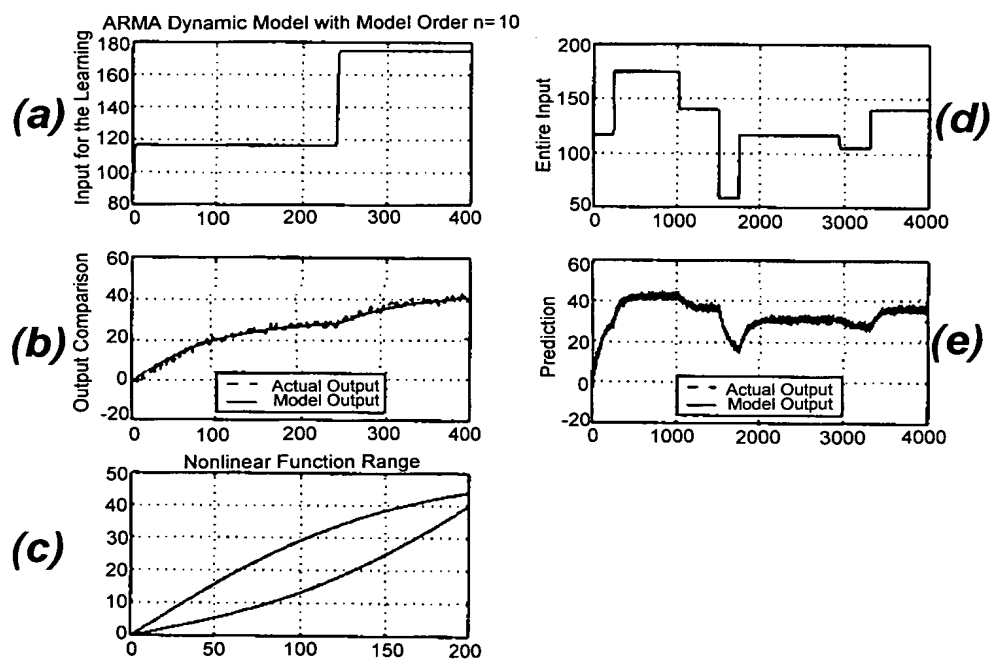 ARMA Dynamic Model with Model Order n=10
(a)
Input for the Learning
180
160
140
120
100
80
0 100 200 300 400
(b)
Output Comparison
60
40
20
0
-20
Actual Output
Model Output
0 100 200 300 400
Nonlinear Function Range
(c)
50
40
30
20
10
0
0 50 100 150 200
(d)
Entire Input
200
150
100
50
0 1000 2000 3000 4000
(e)
Prediction
60
40
20
0
-20
Actual Output
Model Output
0 1000 2000 3000 4000